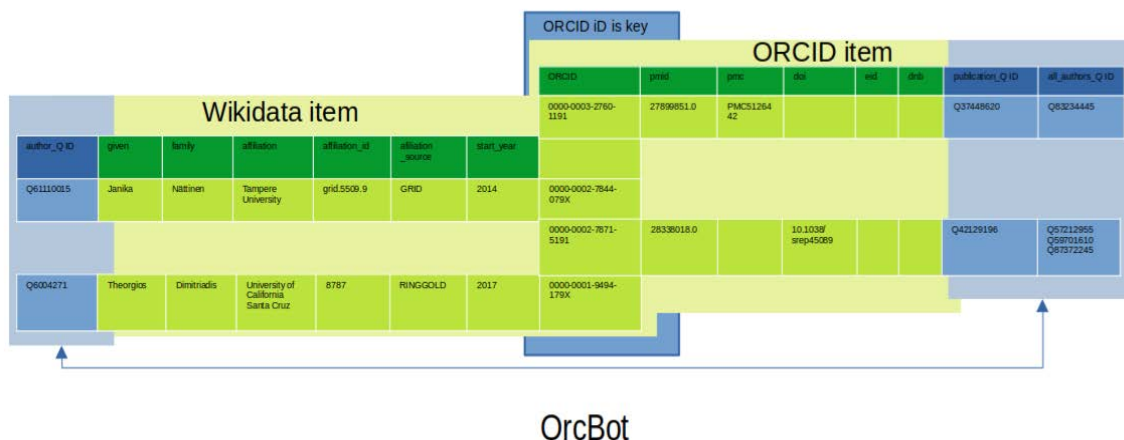 ORCID iD is key
ORCID item
ORCID pmid pmc doi eid dnb publication_Q ID all_authors_Q ID
0000-0003-2760- 27899851.0 PMC51264 Q37448620 Q83234445
1191 42
Wikidata item
author_Q ID given family affiliation affiliation_id afiliation start_year
_source
Q61110015 Janika Nättinen Tampere grid.5509.9 GRID 2014 0000-0002-7844-
University 079X
0000-0002-7871- 28338018.0 10.1038/ Q42129196 Q57212955
5191 srep45089 Q59701610
Q87372245
Q6004271 Theorgios Dimitriadis University of 8787 RINGGOLD 2017 0000-0001-9494-
California 179X
Santa Cruz
OrcBot